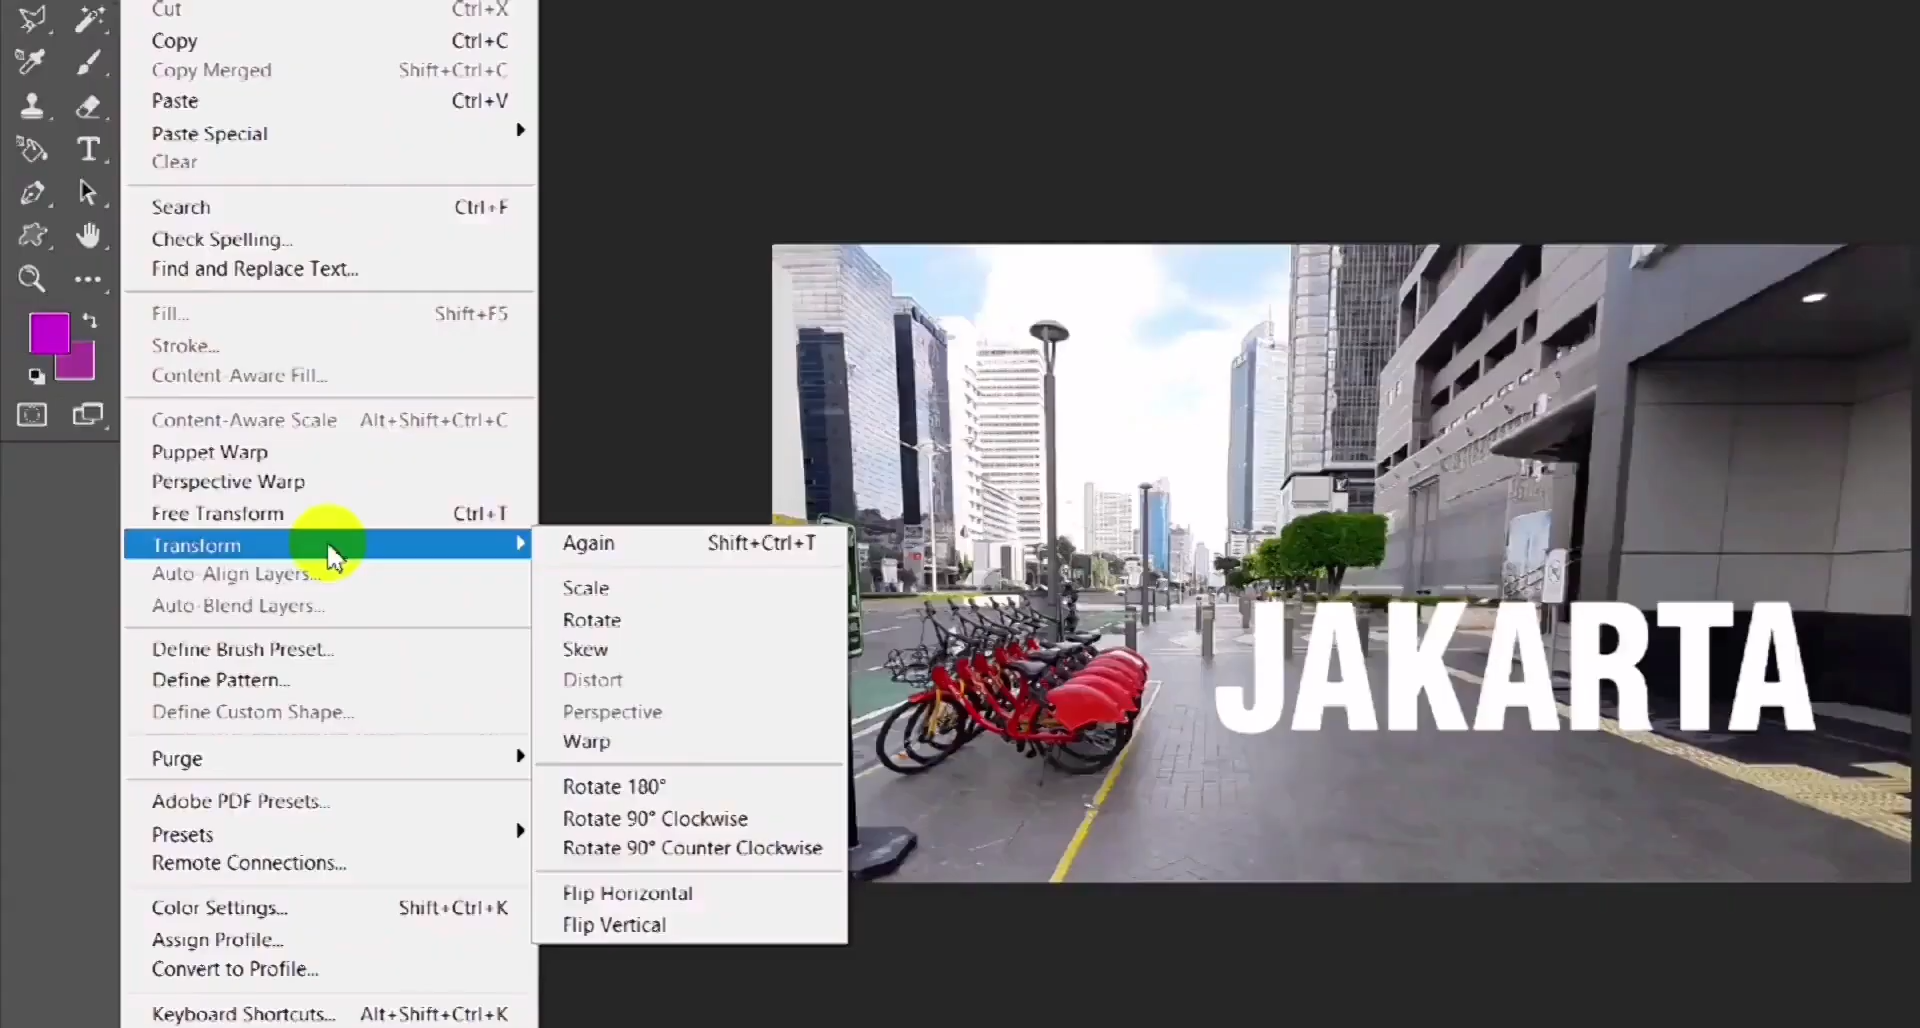 Cut Ctrl+X
Copy Ctrl+C
Copy Merged Shift+Ctrl+C
Paste Ctrl+V
Paste Special
Clear
Search Ctrl+F
Check Spelling...
Find and Replace Text...
Fill... Shift+F5
Stroke...
Content-Aware Fill...
Content-Aware Scale Alt+Shift+Ctrl+C
Puppet Warp
Perspective Warp
Free Transform Ctrl+T
Transform
Auto-Align Layers...
Auto-Blend Layers...
Define Brush Preset...
Define Pattern...
Define Custom Shape...
Purge
Adobe PDF Presets...
Presets
Remote Connections...
Color Settings... Shift+Ctrl+K
Assign Profile...
Convert to Profile...
Keyboard Shortcuts... Alt+Shift+Ctrl+K
Again Shift+Ctrl+T
Scale
Rotate
Skew
Distort
Perspective
Warp
Rotate 180°
Rotate 90° Clockwise
Rotate 90° Counter Clockwise
Flip Horizontal
Flip Vertical
JAKARTA